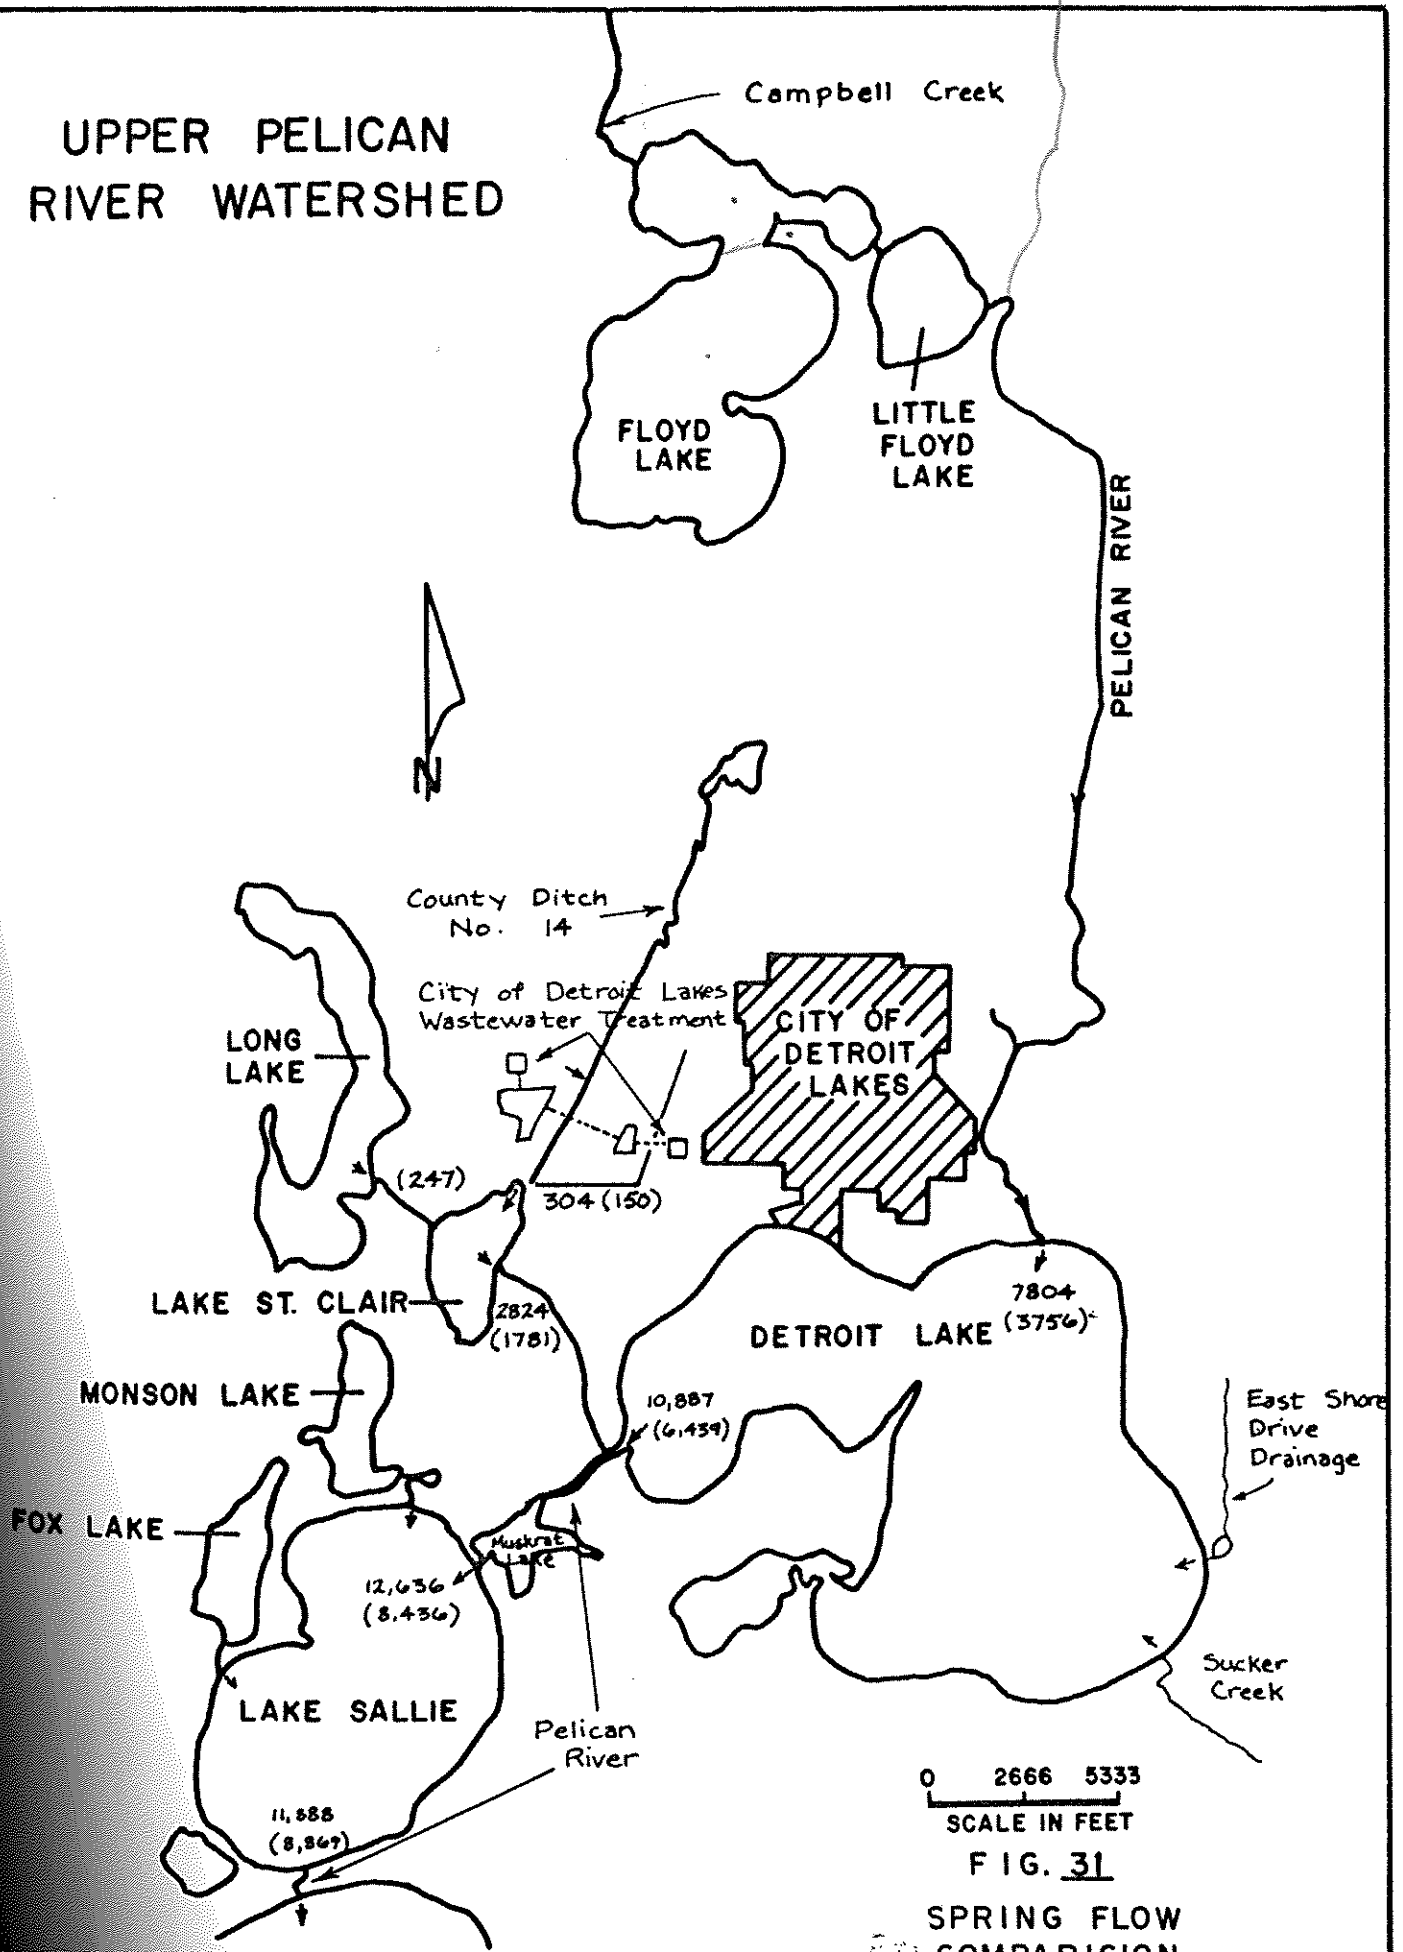 UPPER PELICAN
RIVER WATERSHED
Campbell Creek
FLOYD
LAKE
LITTLE
FLOYD
LAKE
PELICAN RIVER
N
County Ditch
No. 14
City of Detroit Lakes
Wastewater Treatment
CITY OF
DETROIT
LAKES
LONG
LAKE
(247)
304 (150)
LAKE ST. CLAIR
2824
(1781)
7804
(3756)
DETROIT LAKE
MONSON LAKE
10,887
(6,439)
East Shore
Drive
Drainage
FOX LAKE
Muskrat
Lake
12,636
(8,436)
Sucker
Creek
LAKE SALLIE
Pelican
River
0 2666 5333
SCALE IN FEET
11,888
(8,869)
FIG. 31
SPRING FLOW
COMPARISION